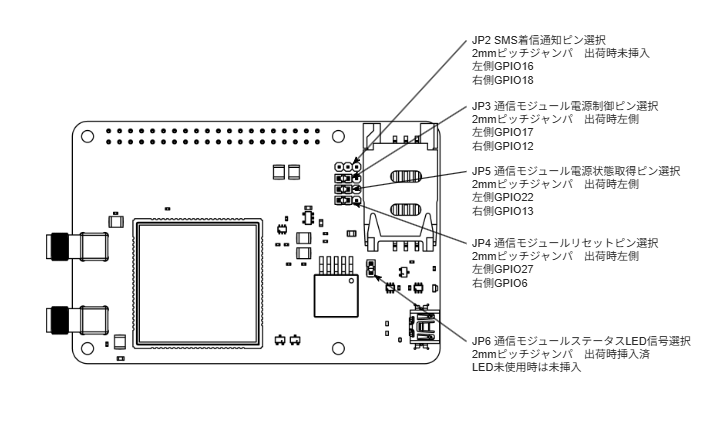 JP2 SMS着信通知ピン選択
2mmピッチジャンパ　出荷時未挿入
左側GPIO16
右側GPIO18
JP3 通信モジュール電源制御ピン選択
2mmピッチジャンパ　出荷時左側
左側GPIO17
右側GPIO12
JP5 通信モジュール電源状態取得ピン選択
2mmピッチジャンパ　出荷時左側
左側GPIO22
右側GPIO13
JP4 通信モジュールリセットピン選択
2mmピッチジャンパ　出荷時左側
左側GPIO27
右側GPIO6
JP6 通信モジュールステータスLED信号選択
2mmピッチジャンパ　出荷時挿入済
LED未使用時は未挿入